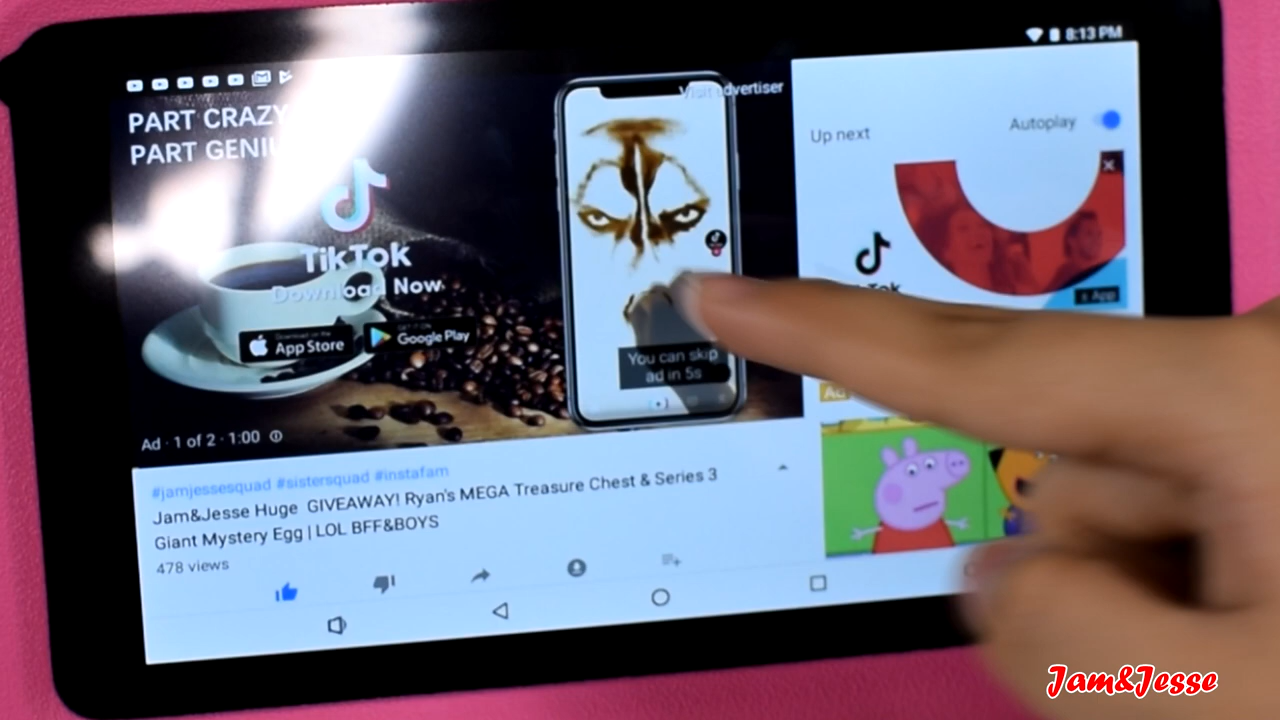 8:13 PM
PART CRAZY
PART GENIU
Visit advertiser
TikTok
Download Now
Download on the
App Store
GET IT ON
Google Play
You can skip
ad in 5s
Ad · 1 of 2 · 1:00
Up next
Autoplay
App
Ad
#jamjessesquad #sistersquad #instafam
Jam&Jesse Huge GIVEAWAY! Ryan's MEGA Treasure Chest & Series 3
Giant Mystery Egg | LOL BFF&BOYS
478 views
Jam&Jesse